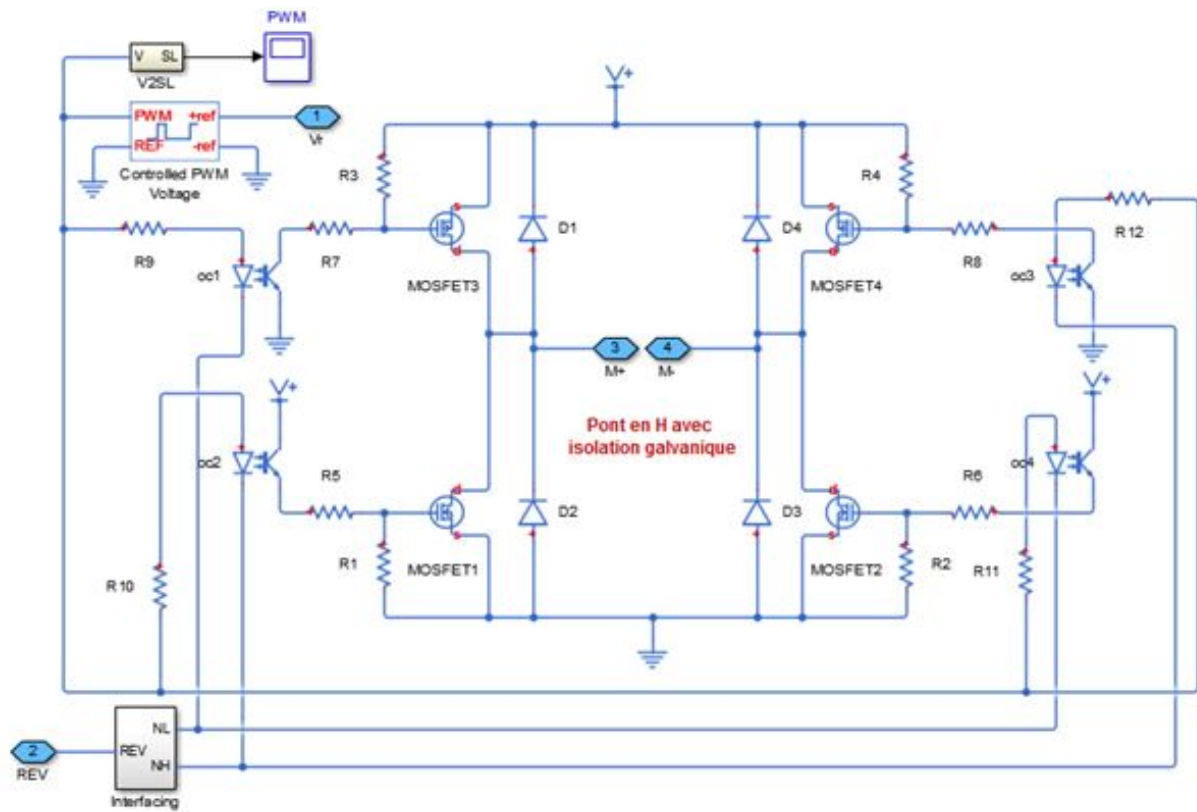 PWM
V SL
V2SL
V+
PWM +ref
REF -ref
1
Vr
Controlled PWM
Voltage
R3
R4
s
s
R9
oc1
R7
d
MOSFET3
D1
D4
d
MOSFET4
R8
oc3
R12
3
M+
4
M-
V+
V+
Pont en H avec
isolation galvanique
oc2
R5
d
s
MOSFET1
R1
R10
D2
D3
d
s
MOSFET2
R6
R2
R11
oc4
2
REV
REV
NL
NH
Interfacing